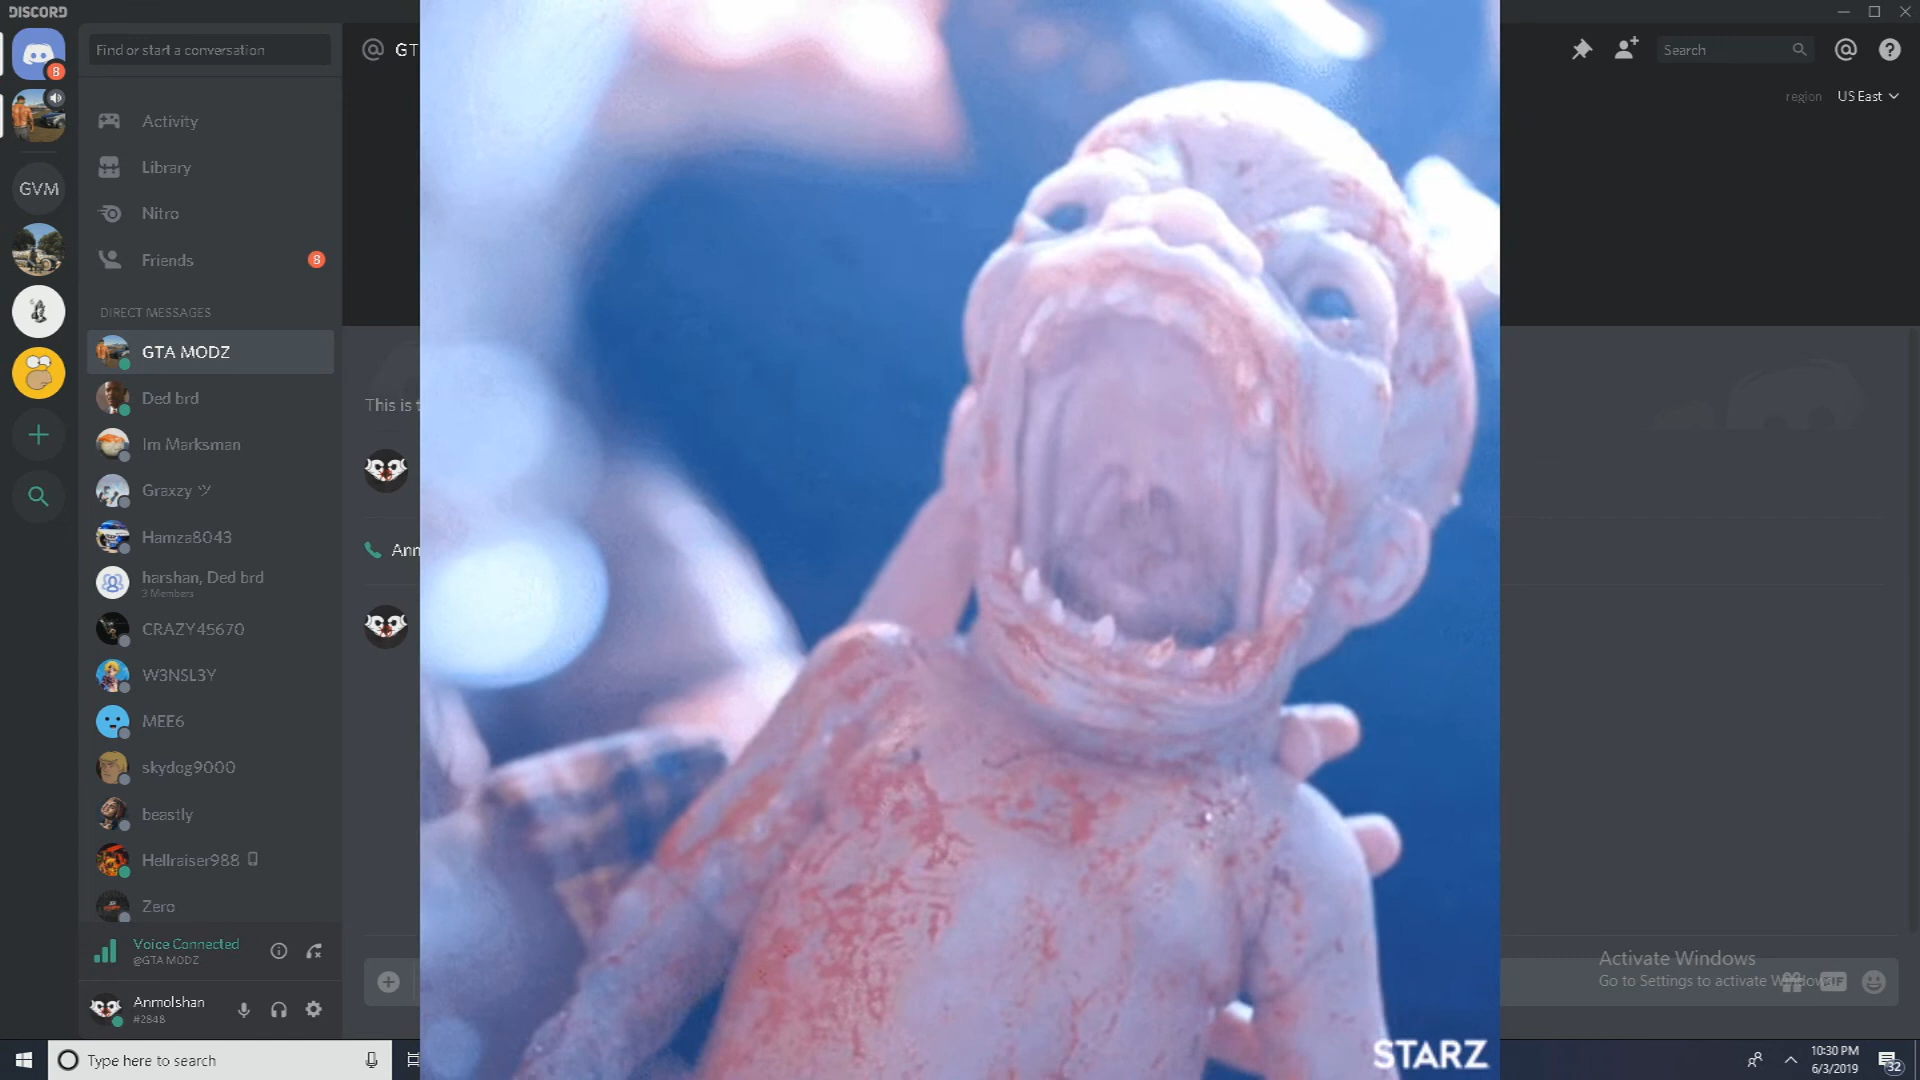 DISCORD
Find or start a conversation
GT
Search
region US East
8
GVM
Activity
Library
Nitro
Friends 8
DIRECT MESSAGES
GTA MODZ
Ded brd
Im Marksman
Graxzy ツ
Hamza8043
harshan, Ded brd
3 Members
CRAZY45670
W3NSL3Y
MEE6
skydog9000
beastly
Hellraiser988
Zero
This is t
Ann
Voice Connected
@GTA MODZ
Anmolshan
#2848
Activate Windows
Go to Settings to activate Windows.
GIF
STARZ
Type here to search
10:30 PM
6/3/2019
32